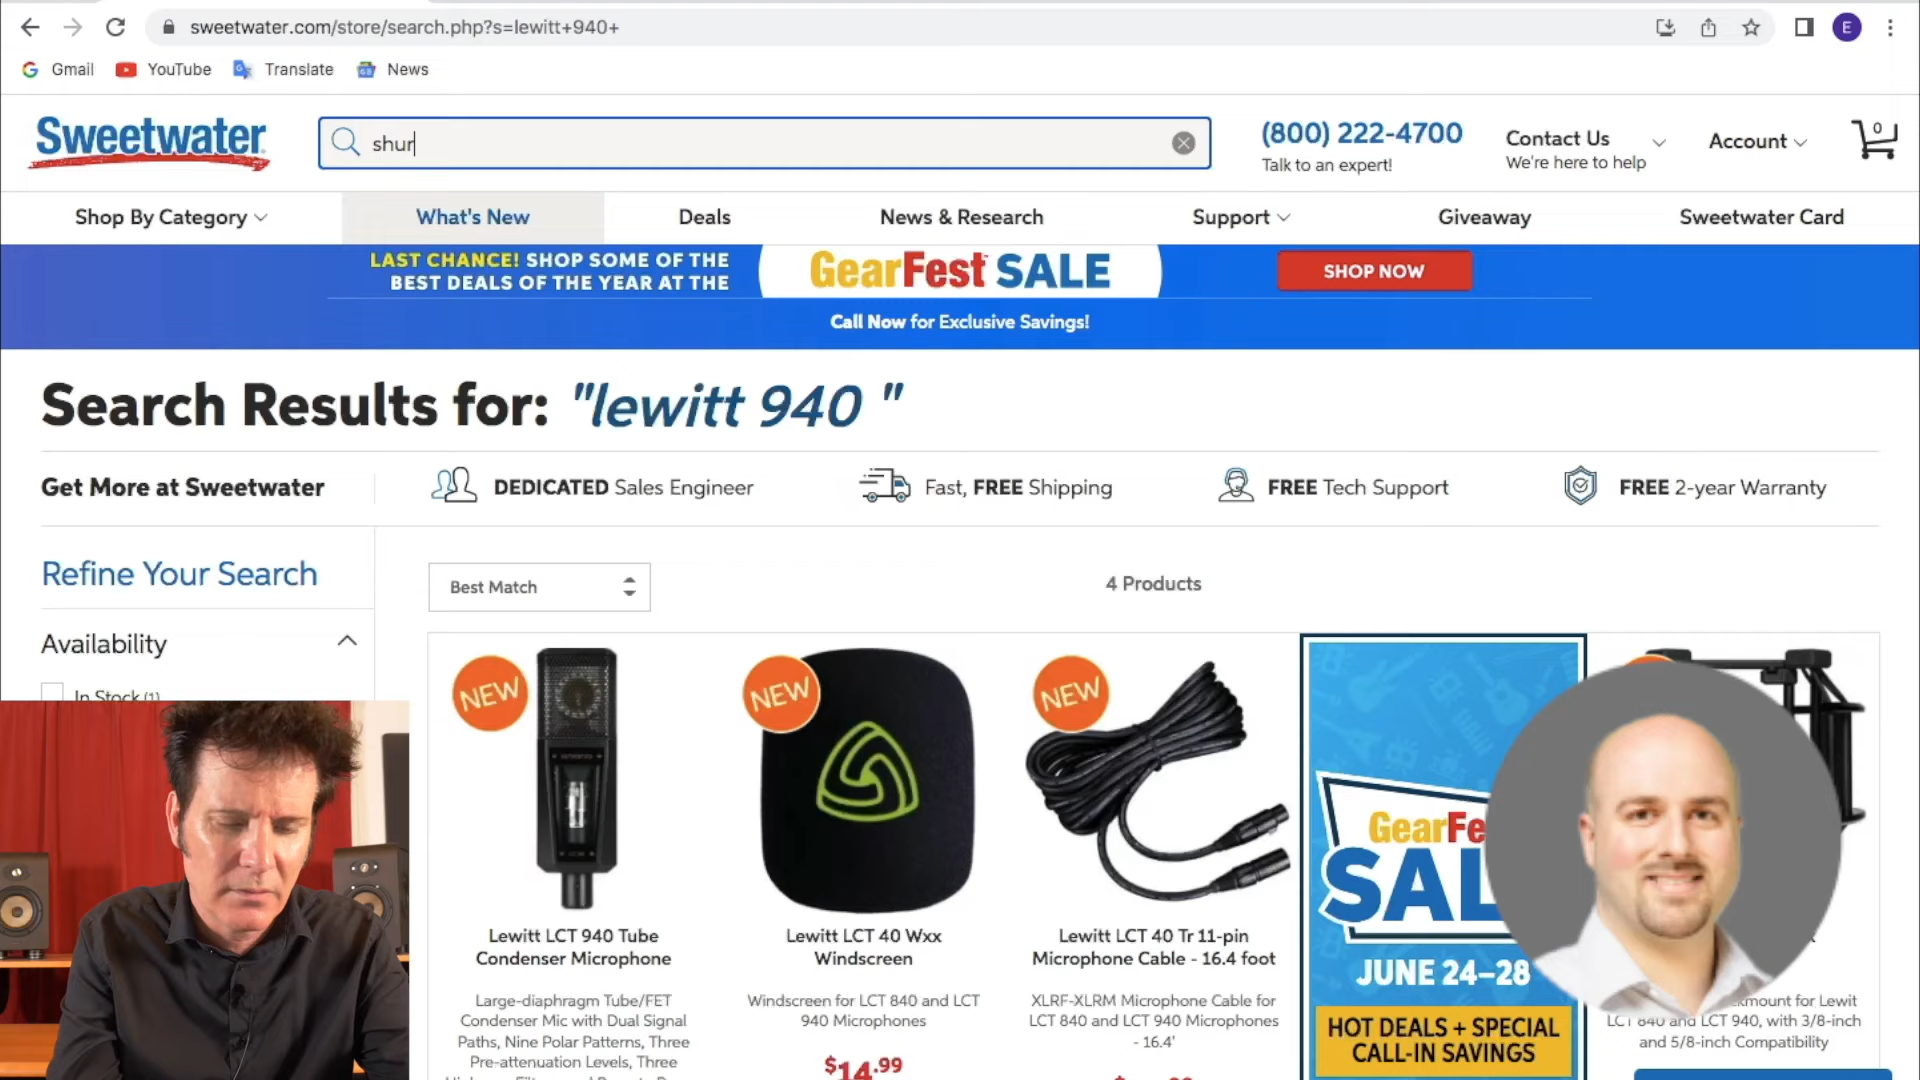 sweetwater.com/store/search.php?s=lewitt+940+
E
Gmail
YouTube
Translate
News
Sweetwater
shur
(800) 222-4700
Talk to an expert!
Contact Us
We're here to help
Account
0
Shop By Category
What's New
Deals
News & Research
Support
Giveaway
Sweetwater Card
LAST CHANCE! SHOP SOME OF THE
BEST DEALS OF THE YEAR AT THE
GearFest SALE
SHOP NOW
Call Now for Exclusive Savings!
Search Results for: "lewitt 940 "
Get More at Sweetwater
DEDICATED Sales Engineer
Fast, FREE Shipping
FREE Tech Support
FREE 2-year Warranty
Refine Your Search
Best Match
4 Products
Availability
In Stock (1)
NEW
NEW
NEW
GearFe
SAL
JUNE 24–28
HOT DEALS + SPECIAL
CALL-IN SAVINGS
Lewitt LCT 940 Tube
Condenser Microphone
Large-diaphragm Tube/FET
Condenser Mic with Dual Signal
Paths, Nine Polar Patterns, Three
Pre-attenuation Levels, Three
Lewitt LCT 40 Wxx
Windscreen
Windscreen for LCT 840 and LCT
940 Microphones
$14.99
Lewitt LCT 40 Tr 11-pin
Microphone Cable - 16.4 foot
XLRF-XLRM Microphone Cable for
LCT 840 and LCT 940 Microphones
- 16.4'
kmount for Lewit
LCT 840 and LCT 940, with 3/8-inch
and 5/8-inch Compatibility